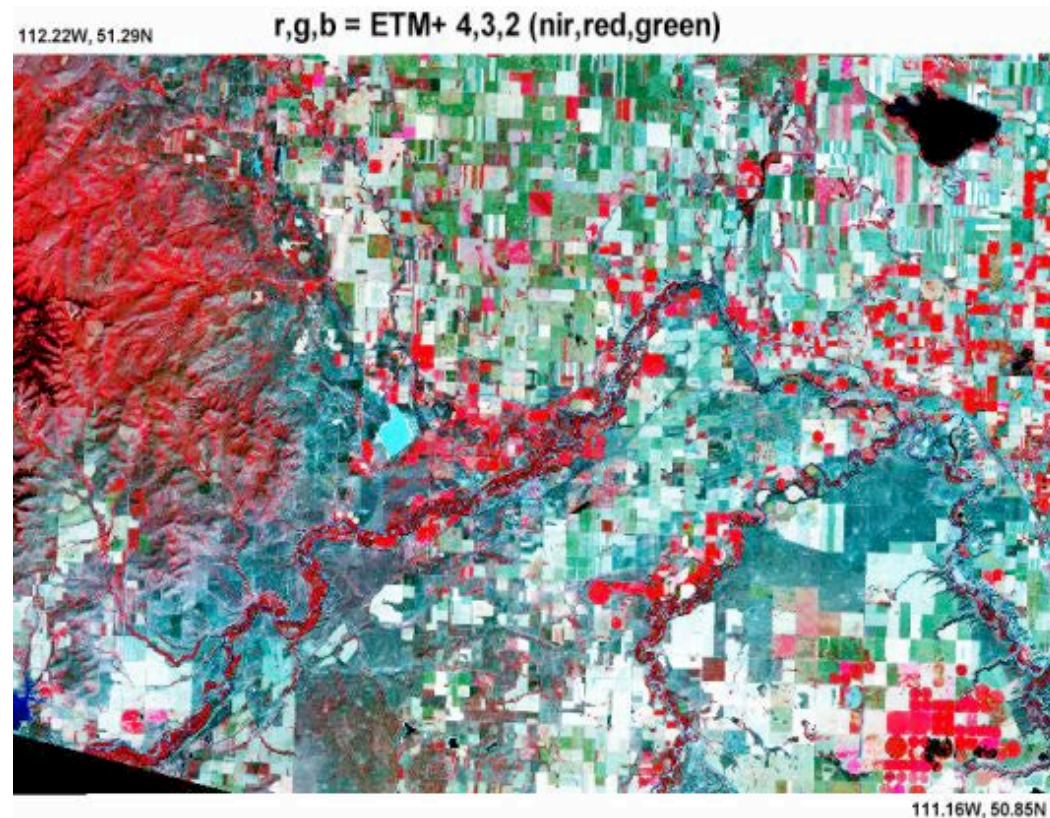 r,g,b = ETM+ 4,3,2 (nir,red,green)
112.22W, 51.29N
111.16W, 50.85N